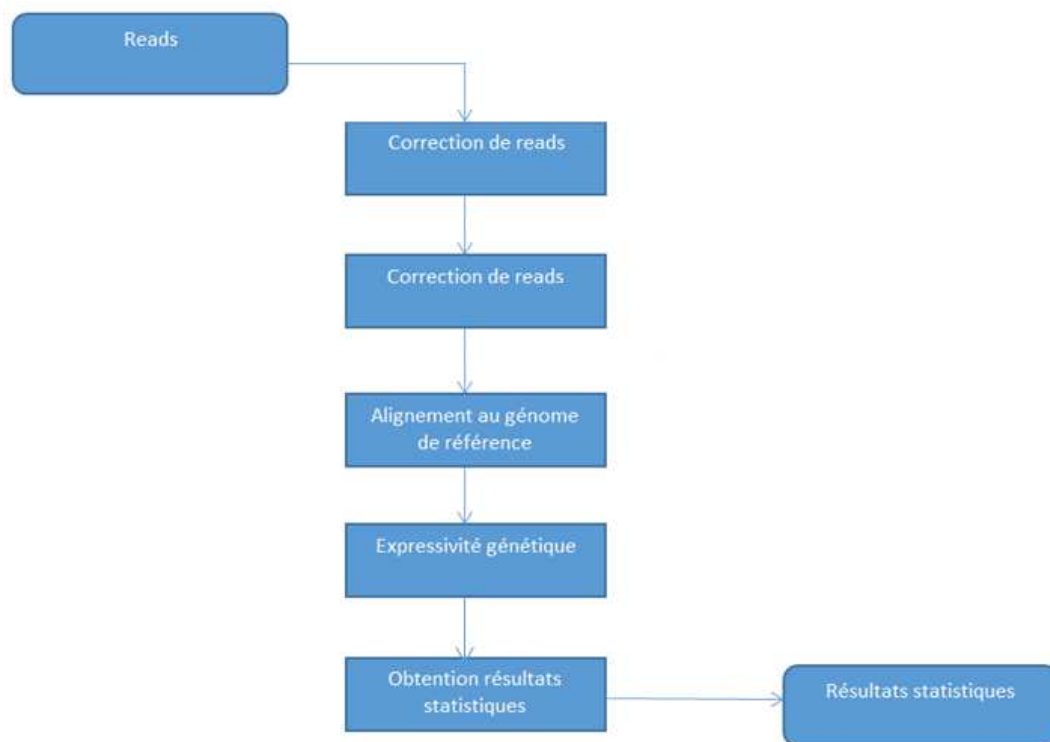 Reads
Correction de reads
Correction de reads
Alignement au génome
de référence
Expressivité génétique
Obtention résultats
statistiques
Résultats statistiques